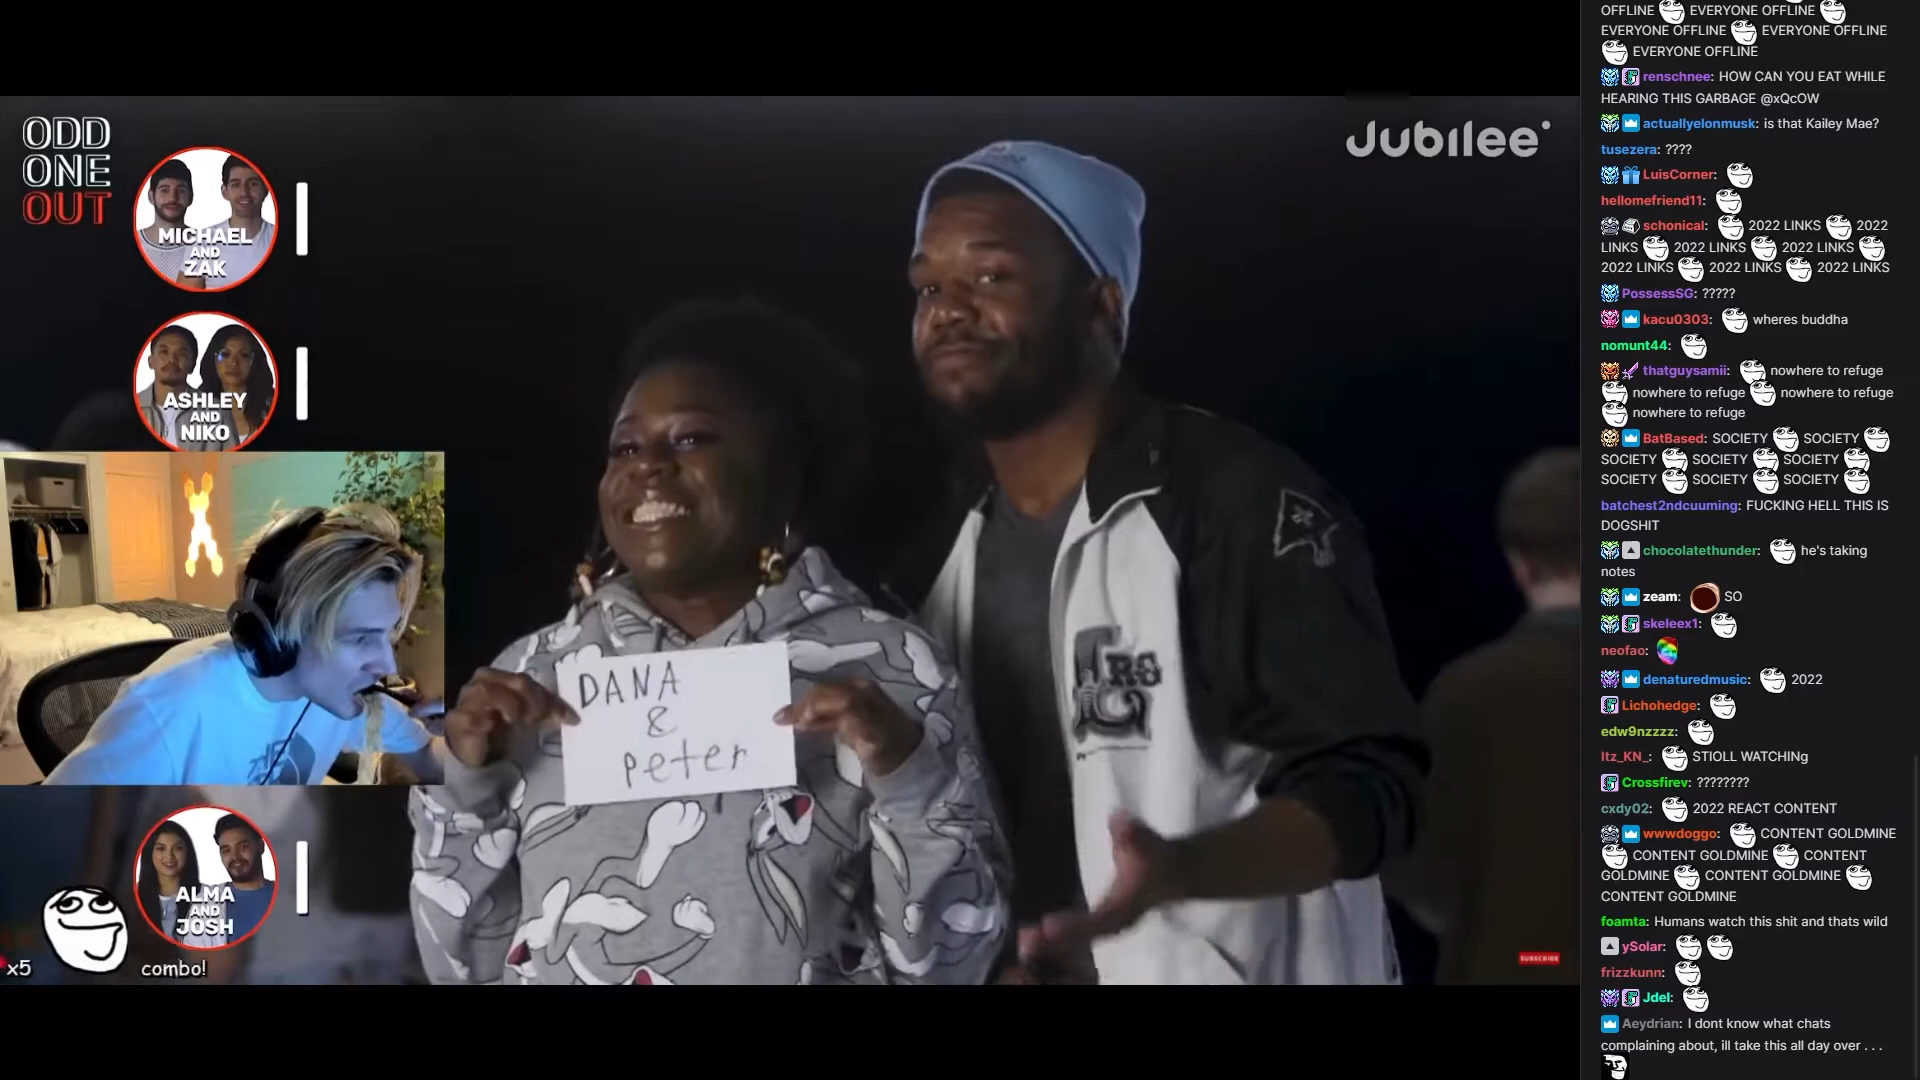 ODD
ONE
OUT
MICHAEL
AND
ZAK
ASHLEY
AND
NIKO
ALMA
AND
JOSH
x5
combo!
Jubilee
DANA
&
peter
SUBSCRIBE
OFFLINE EVERYONE OFFLINE
EVERYONE OFFLINE EVERYONE OFFLINE
EVERYONE OFFLINE
renschnee: HOW CAN YOU EAT WHILE
HEARING THIS GARBAGE @xQcOW
actuallyelonmusk: is that Kailey Mae?
tusezera: ????
LuisCorner:
hellomefriend11:
schonical: 2022 LINKS 2022
LINKS 2022 LINKS 2022 LINKS
2022 LINKS 2022 LINKS 2022 LINKS
PossessSG: ?????
kacu0303: wheres buddha
nomunt44:
thatguysamii: nowhere to refuge
nowhere to refuge nowhere to refuge
nowhere to refuge
BatBased: SOCIETY SOCIETY
SOCIETY SOCIETY SOCIETY
SOCIETY SOCIETY SOCIETY
batchest2ndcuuming: FUCKING HELL THIS IS
DOGSHIT
chocolatethunder: he's taking
notes
zeam: SO
skeleex1:
neofao:
denaturedmusic: 2022
Lichohedge:
edw9nzzzz:
Itz_KN_: STIOLL WATCHINg
Crossfirev: ????????
cxdy02: 2022 REACT CONTENT
wwwdoggo: CONTENT GOLDMINE
CONTENT GOLDMINE CONTENT
GOLDMINE CONTENT GOLDMINE
CONTENT GOLDMINE
foamta: Humans watch this shit and thats wild
ySolar:
frizzkunn:
Jdel:
Aeydrian: I dont know what chats
complaining about, ill take this all day over . . .